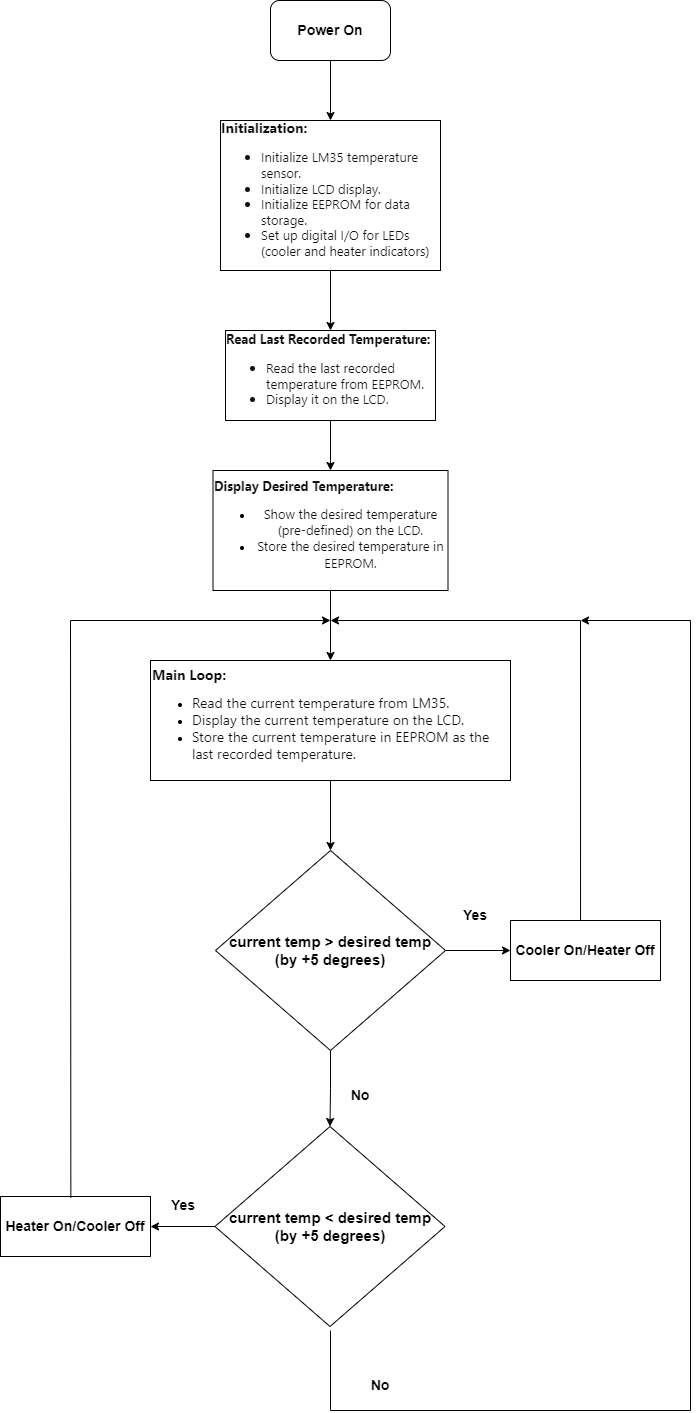 Power On
Initialization:
• Initialize LM35 temperature
sensor.
• Initialize LCD display.
• Initialize EEPROM for data
storage.
• Set up digital I/O for LEDs
(cooler and heater indicators)
Read Last Recorded Temperature:
• Read the last recorded
temperature from EEPROM.
• Display it on the LCD.
Display Desired Temperature:
• Show the desired temperature
(pre-defined) on the LCD.
• Store the desired temperature in
EEPROM.
Main Loop:
• Read the current temperature from LM35.
• Display the current temperature on the LCD.
• Store the current temperature in EEPROM as the
last recorded temperature.
current temp > desired temp
(by +5 degrees)
Yes
Cooler On/Heater Off
No
current temp < desired temp
(by +5 degrees)
Yes
Heater On/Cooler Off
No